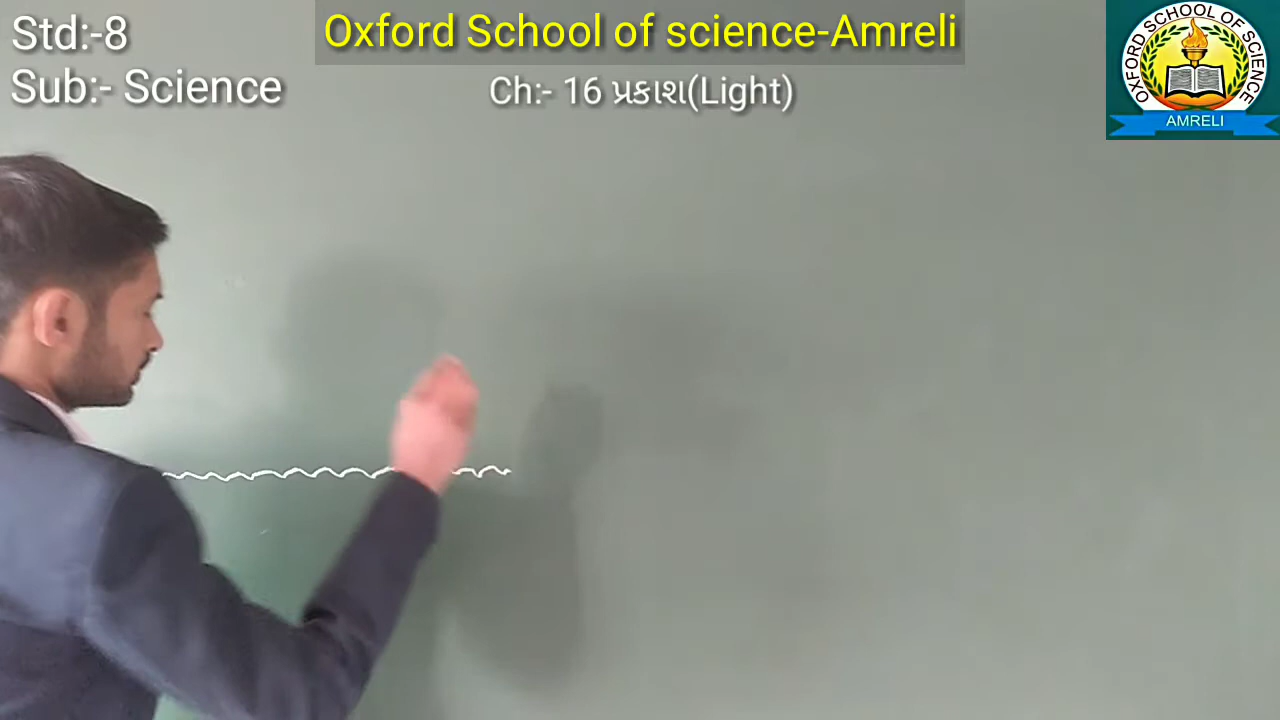 Std:-8
Sub:- Science
Oxford School of science-Amreli
Ch:- 16 પ્રકાશ(Light)
OXFORD SCHOOL OF SCIENCE
AMRELI